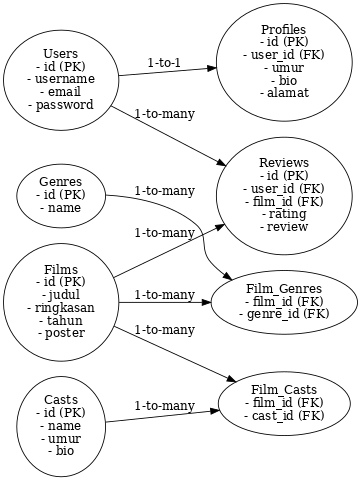 Users
- id (PK)
- username
- email
- password
1-to-1
Profiles
- id (PK)
- user_id (FK)
- umur
- bio
- alamat
1-to-many
Reviews
- id (PK)
- user_id (FK)
- film_id (FK)
- rating
- review
Genres
- id (PK)
- name
1-to-many
1-to-many
Films
- id (PK)
- judul
- ringkasan
- tahun
- poster
1-to-many
Film_Genres
- film_id (FK)
- genre_id (FK)
1-to-many
Film_Casts
- film_id (FK)
- cast_id (FK)
Casts
- id (PK)
- name
- umur
- bio
1-to-many